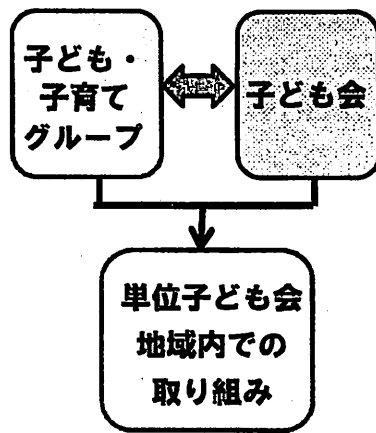 子ども・
子育て
グループ
子ども会
単位子ども会
地域内での
取り組み